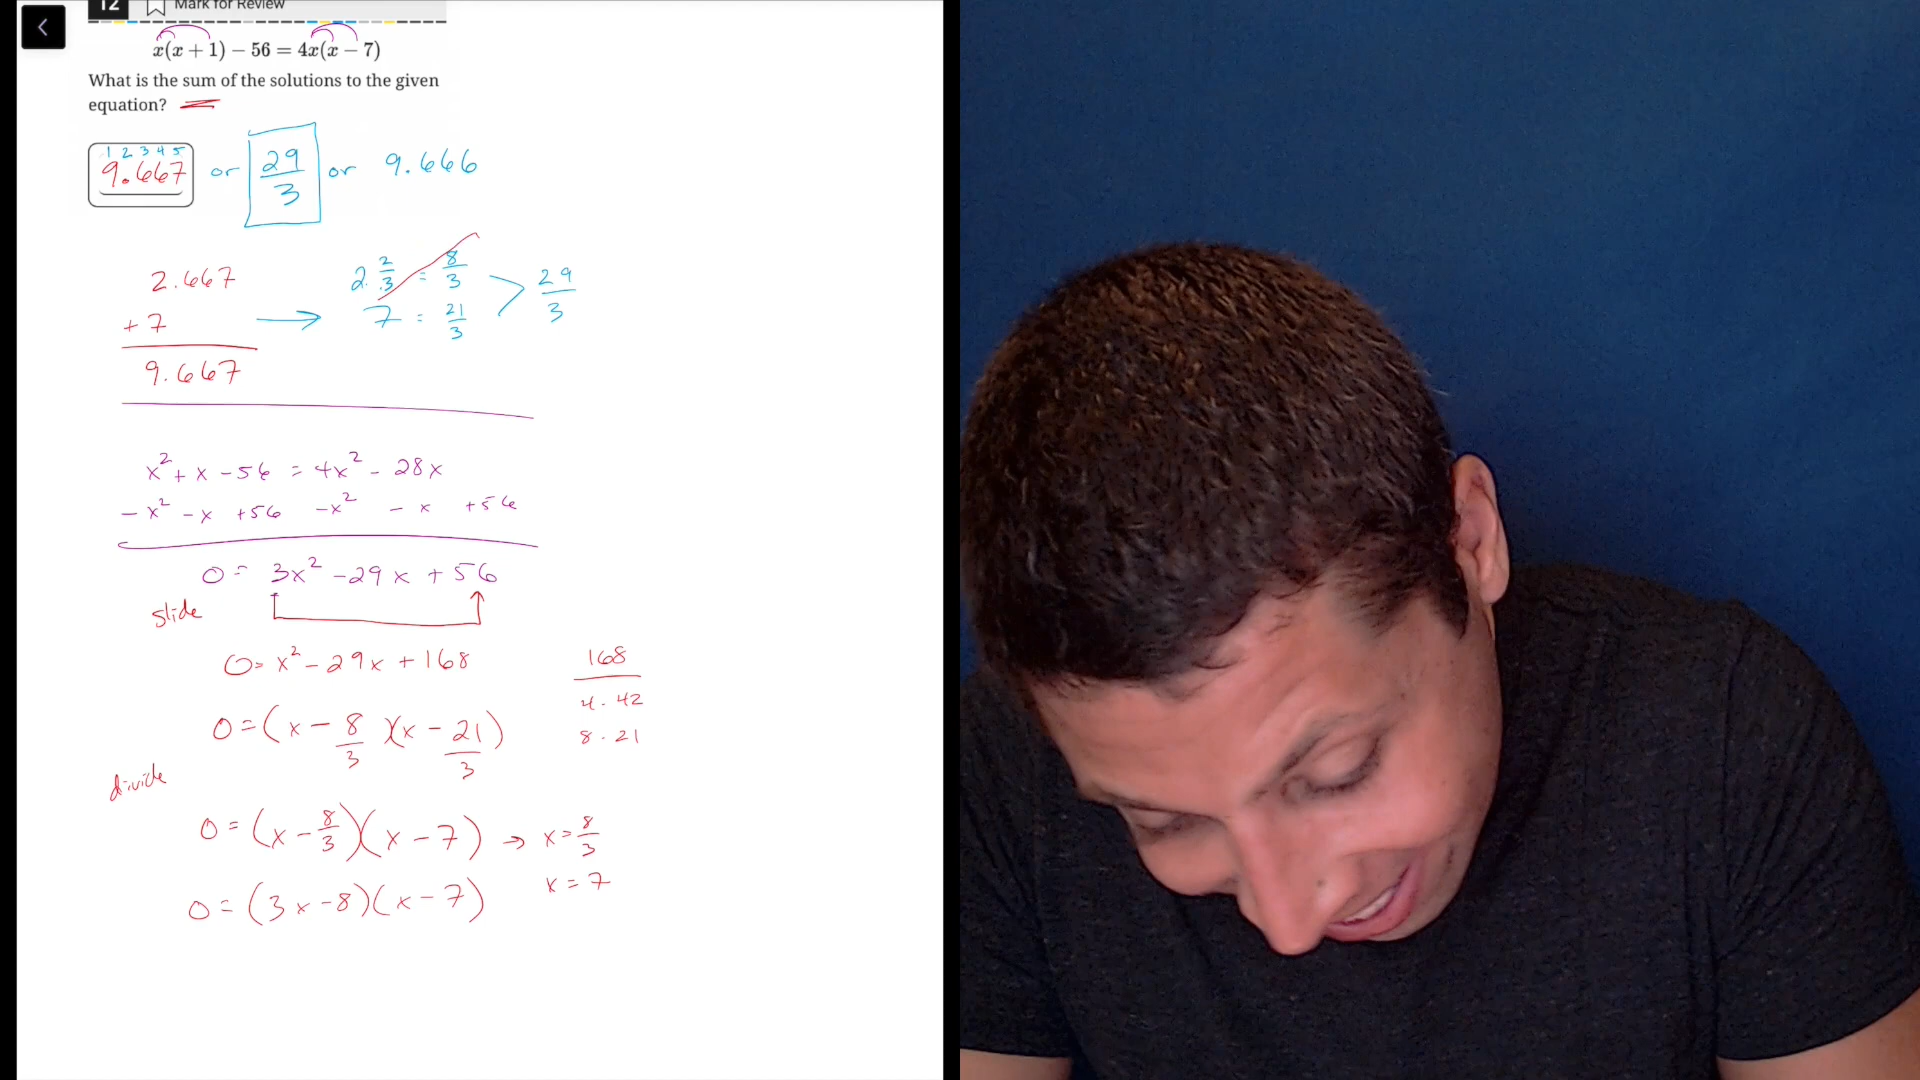 12 Mark for Review
x(x + 1) − 56 = 4x(x − 7)
What is the sum of the solutions to the given
equation?
1 2 3 4 5
9.667 or 29/3 or 9.666
2.667
+ 7
9.667
2 2/3 = 8/3
7 = 21/3
29/3
x² + x - 56 = 4x² - 28x
- x² - x + 56 - x² - x + 56
0 = 3x² - 29x + 56
slide
0 = x² - 29x + 168
168
4 . 42
8 . 21
0 = (x - 8/3)(x - 21/3)
divide
0 = (x - 8/3)(x - 7) → x = 8/3
x = 7
0 = (3x - 8)(x - 7)